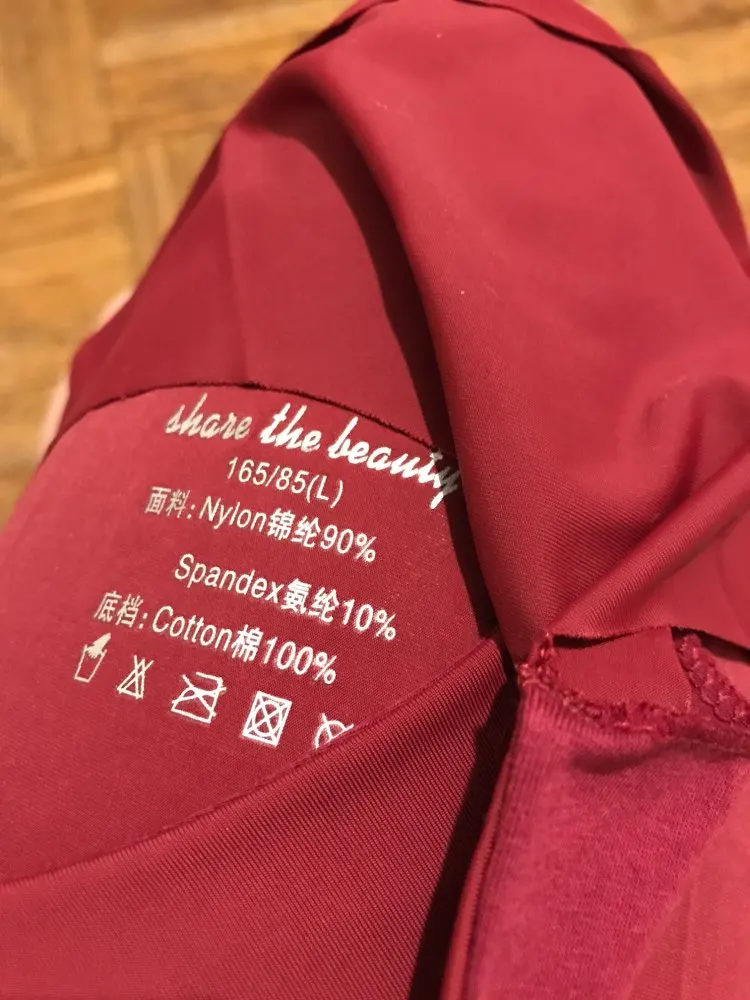 share the beauty
165/85(L)
面料: Nylon锦纶90%
Spandex氨纶10%
底档: Cotton棉100%